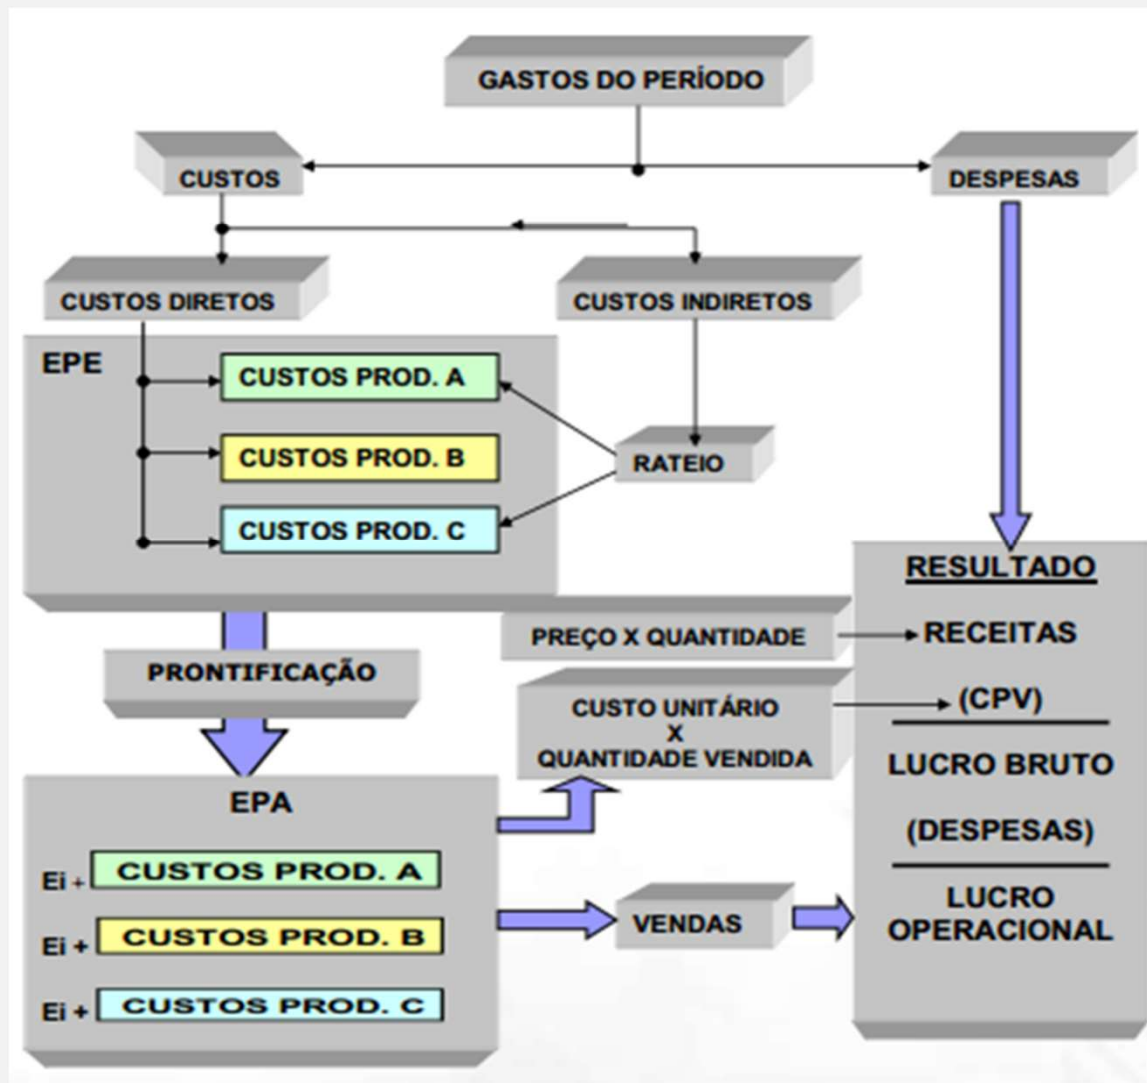 GASTOS DO PERÍODO
CUSTOS
DESPESAS
CUSTOS DIRETOS
CUSTOS INDIRETOS
EPE
CUSTOS PROD. A
CUSTOS PROD. B
CUSTOS PROD. C
RATEIO
PRONTIFICAÇÃO
PREÇO X QUANTIDADE
CUSTO UNITÁRIO
X
QUANTIDADE VENDIDA
RESULTADO
RECEITAS
(CPV)
LUCRO BRUTO
(DESPESAS)
LUCRO
OPERACIONAL
EPA
Ei + CUSTOS PROD. A
Ei + CUSTOS PROD. B
Ei + CUSTOS PROD. C
VENDAS